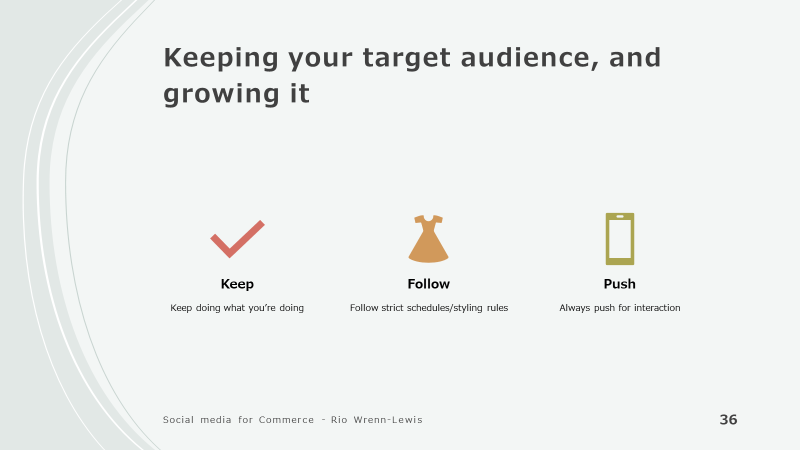 Keeping your target audience, and
growing it
Keep
Follow
Push
Keep doing what you're doing
Follow strict schedules/styling rules
Always push for interaction
Social media for Commerce - Rio Wrenn-Lewis
36